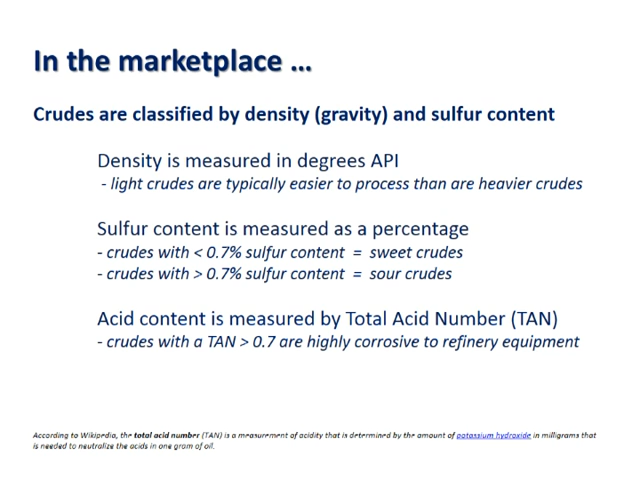 In the marketplace ...
Crudes are classified by density (gravity) and sulfur content
Density is measured in degrees API
- light crudes are typically easier to process than are heavier crudes
Sulfur content is measured as a percentage
- crudes with < 0.7% sulfur content = sweet crudes
- crudes with > 0.7% sulfur content = sour crudes
Acid content is measured by Total Acid Number (TAN)
- crudes with a TAN > 0.7 are highly corrosive to refinery equipment
According to Wikipedia, the total acid number (TAN) is a measurement of acidity that is determined by the amount of potassium hydroxide in milligrams that
is needed to neutralize the acids in one gram of oil.